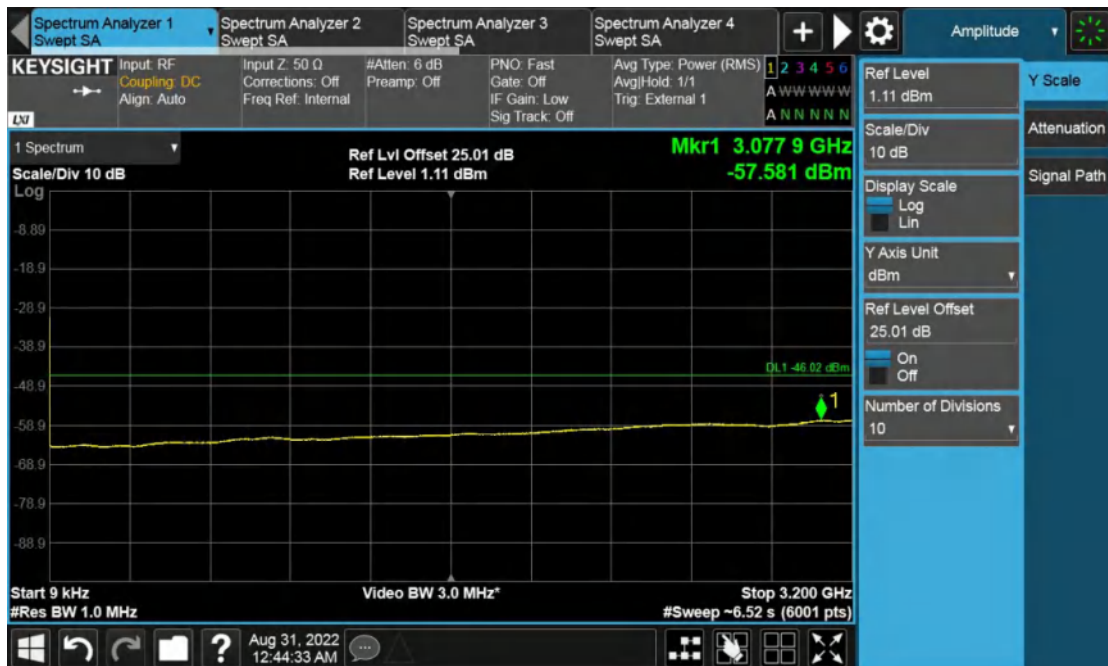 Spectrum Analyzer 1
Swept SA
Spectrum Analyzer 2
Swept SA
Spectrum Analyzer 3
Swept SA
Spectrum Analyzer 4
Swept SA
+
Amplitude
KEYSIGHT
LXI
Input: RF
Coupling: DC
Align: Auto
Input Z: 50 Ω
Corrections: Off
Freq Ref: Internal
#Atten: 6 dB
Preamp: Off
PNO: Fast
Gate: Off
IF Gain: Low
Sig Track: Off
Avg Type: Power (RMS)
Avg|Hold: 1/1
Trig: External 1
1 2 3 4 5 6
A W W W W W
A N N N N N
1 Spectrum
Scale/Div 10 dB
Log
Ref Lvl Offset 25.01 dB
Ref Level 1.11 dBm
Mkr1 3.077 9 GHz
-57.581 dBm
-8.89
-18.9
-28.9
-38.9
-48.9
-58.9
-68.9
-78.9
-88.9
DL1 -46.02 dBm
1
Start 9 kHz
#Res BW 1.0 MHz
Video BW 3.0 MHz*
Stop 3.200 GHz
#Sweep ~6.52 s (6001 pts)
Ref Level
1.11 dBm
Scale/Div
10 dB
Display Scale
Log
Lin
Y Axis Unit
dBm
Ref Level Offset
25.01 dB
On
Off
Number of Divisions
10
Y Scale
Attenuation
Signal Path
?
Aug 31, 2022
12:44:33 AM